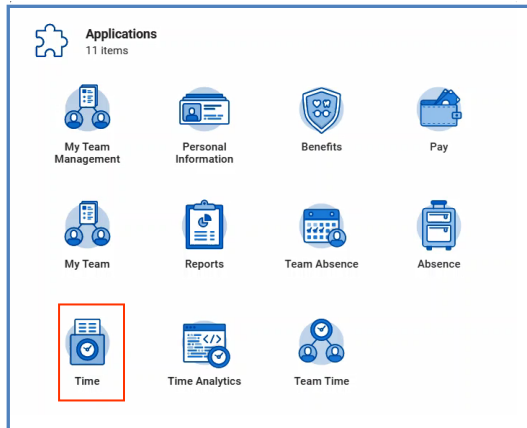 Applications
11 items
My Team
Management
Personal
Information
Benefits
Pay
My Team
Reports
Team Absence
Absence
Time
Time Analytics
Team Time